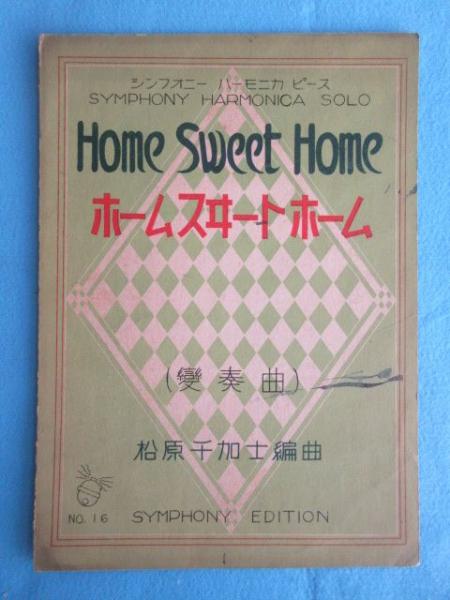 シンフオニー ハーモニカ ピース
SYMPHONY HARMONICA SOLO
Home Sweet Home
ホームスヰートホーム
(變奏曲)
松原千加士編曲
NO. 16 SYMPHONY EDITION